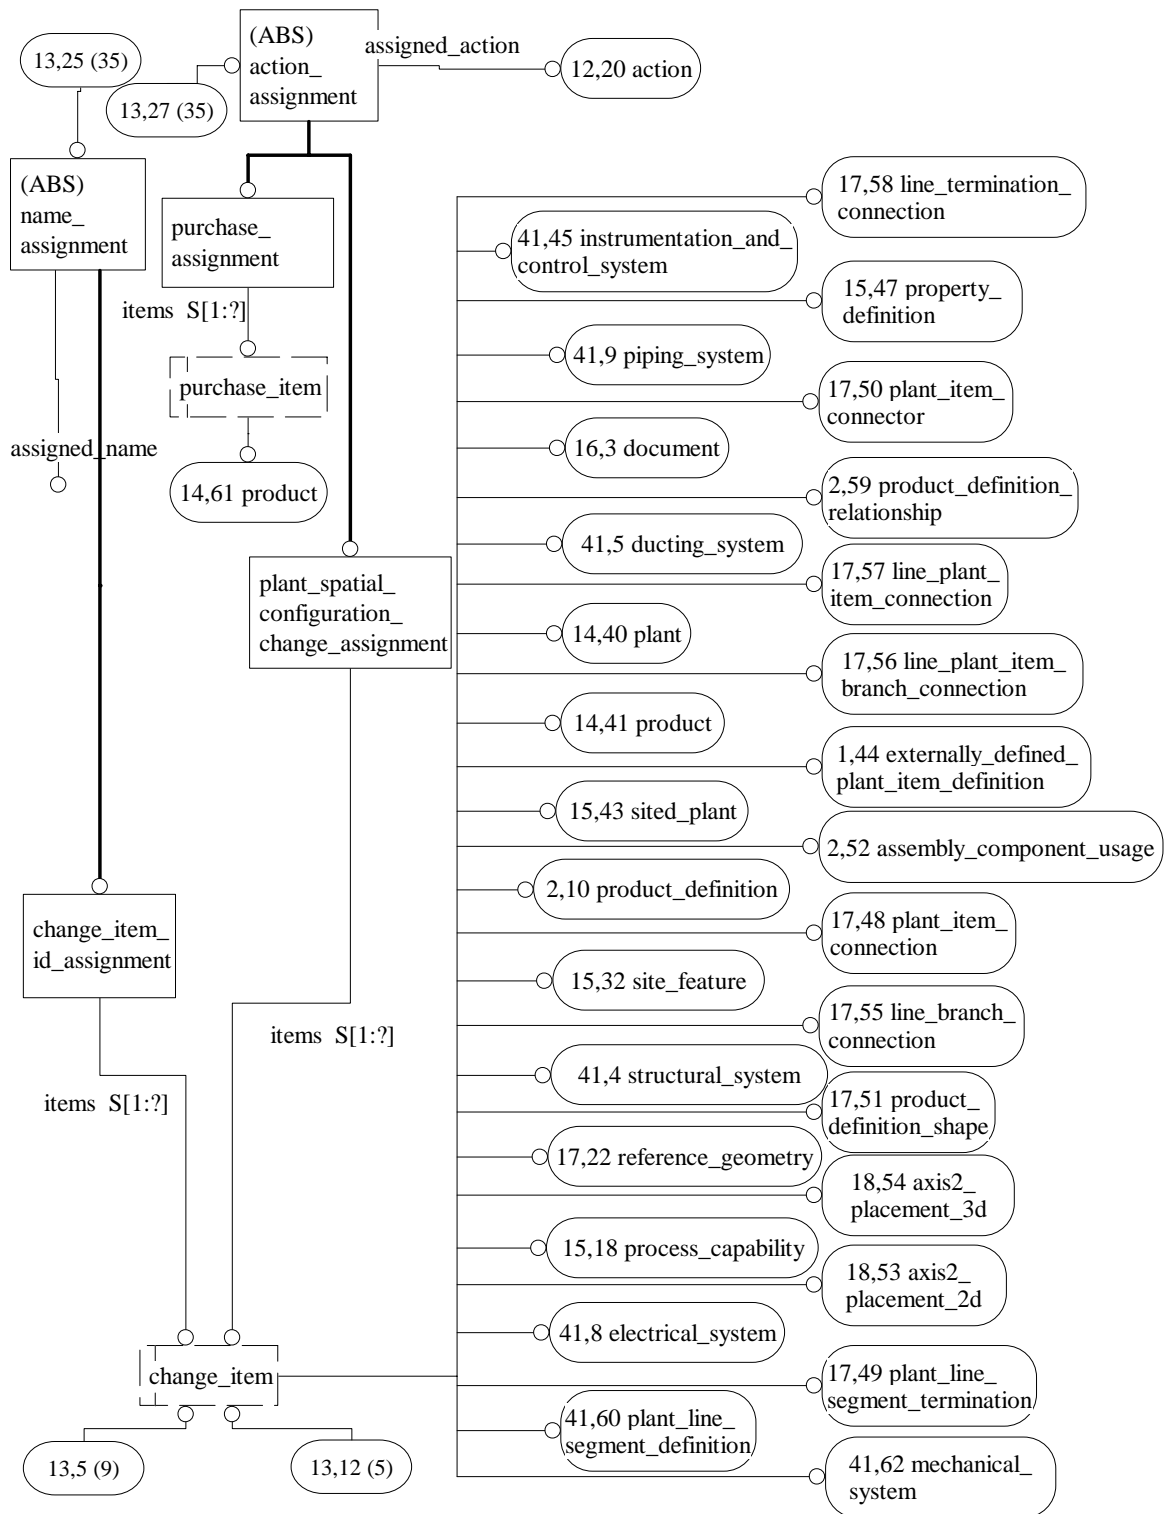 (ABS)
action_
assignment
assigned_action
12,20 action
13,25 (35)
13,27 (35)
(ABS)
name_
assignment
purchase_
assignment
items S[1:?]
purchase_item
14,61 product
assigned_name
plant_spatial_
configuration_
change_assignment
change_item_
id_assignment
items S[1:?]
items S[1:?]
change_item
13,5 (9)
13,12 (5)
17,58 line_termination_
connection
41,45 instrumentation_and_
control_system
15,47 property_
definition
41,9 piping_system
17,50 plant_item_
connector
16,3 document
2,59 product_definition_
relationship
41,5 ducting_system
17,57 line_plant_
item_connection
14,40 plant
17,56 line_plant_item_
branch_connection
14,41 product
1,44 externally_defined_
plant_item_definition
15,43 sited_plant
2,52 assembly_component_usage
2,10 product_definition
17,48 plant_item_
connection
15,32 site_feature
17,55 line_branch_
connection
41,4 structural_system
17,51 product_
definition_shape
17,22 reference_geometry
18,54 axis2_
placement_3d
15,18 process_capability
18,53 axis2_
placement_2d
41,8 electrical_system
17,49 plant_line_
segment_termination
41,60 plant_line_
segment_definition
41,62 mechanical_
system